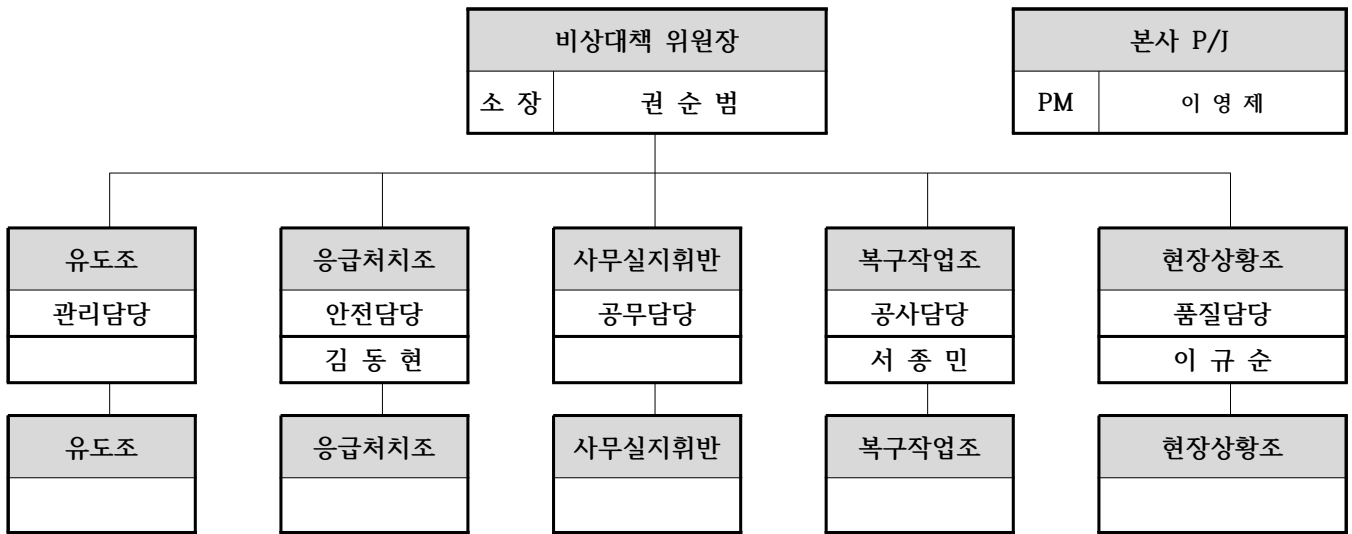 비상대책 위원장
본사 P/J
소 장 권 순 범
PM 이 영 제
유도조 응급처치조 사무실지휘반 복구작업조 현장상황조
관리담당 안전담당 공무담당 공사담당 품질담당
김 동 현 서 종 민 이 규 순
유도조 응급처치조 사무실지휘반 복구작업조 현장상황조